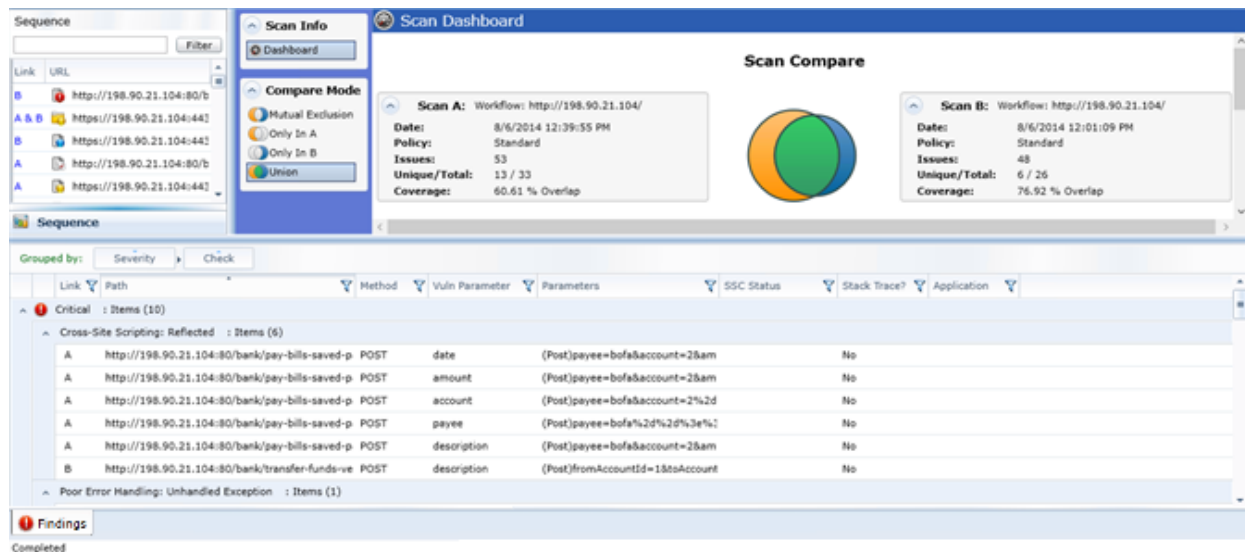 Sequence
Filter
Link URL
B http://198.90.21.104:80/b
A & B https://198.90.21.104:443
B https://198.90.21.104:443
A http://198.90.21.104:80/b
A https://198.90.21.104:443
Sequence
Scan Info
Dashboard
Compare Mode
Mutual Exclusion
Only In A
Only In B
Union
Scan Dashboard
Scan Compare
Scan A: Workflow: http://198.90.21.104/
Date: 8/6/2014 12:39:55 PM
Policy: Standard
Issues: 53
Unique/Total: 13 / 33
Coverage: 60.61 % Overlap
Scan B: Workflow: http://198.90.21.104/
Date: 8/6/2014 12:01:09 PM
Policy: Standard
Issues: 48
Unique/Total: 6 / 26
Coverage: 76.92 % Overlap
Grouped by: Severity Check
Link Path Method Vuln Parameter Parameters SSC Status Stack Trace? Application
Critical : Items (10)
Cross-Site Scripting: Reflected : Items (6)
A http://198.90.21.104:80/bank/pay-bills-saved-p POST date (Post)payee=bofa&account=2&am No
A http://198.90.21.104:80/bank/pay-bills-saved-p POST amount (Post)payee=bofa&account=2&am No
A http://198.90.21.104:80/bank/pay-bills-saved-p POST account (Post)payee=bofa&account=2%2d No
A http://198.90.21.104:80/bank/pay-bills-saved-p POST payee (Post)payee=bofa%2d%2d%3e%3 No
A http://198.90.21.104:80/bank/pay-bills-saved-p POST description (Post)payee=bofa&account=2&am No
B http://198.90.21.104:80/bank/transfer-funds-ve POST description (Post)fromAccountId=1&toAccount No
Poor Error Handling: Unhandled Exception : Items (1)
Findings
Completed